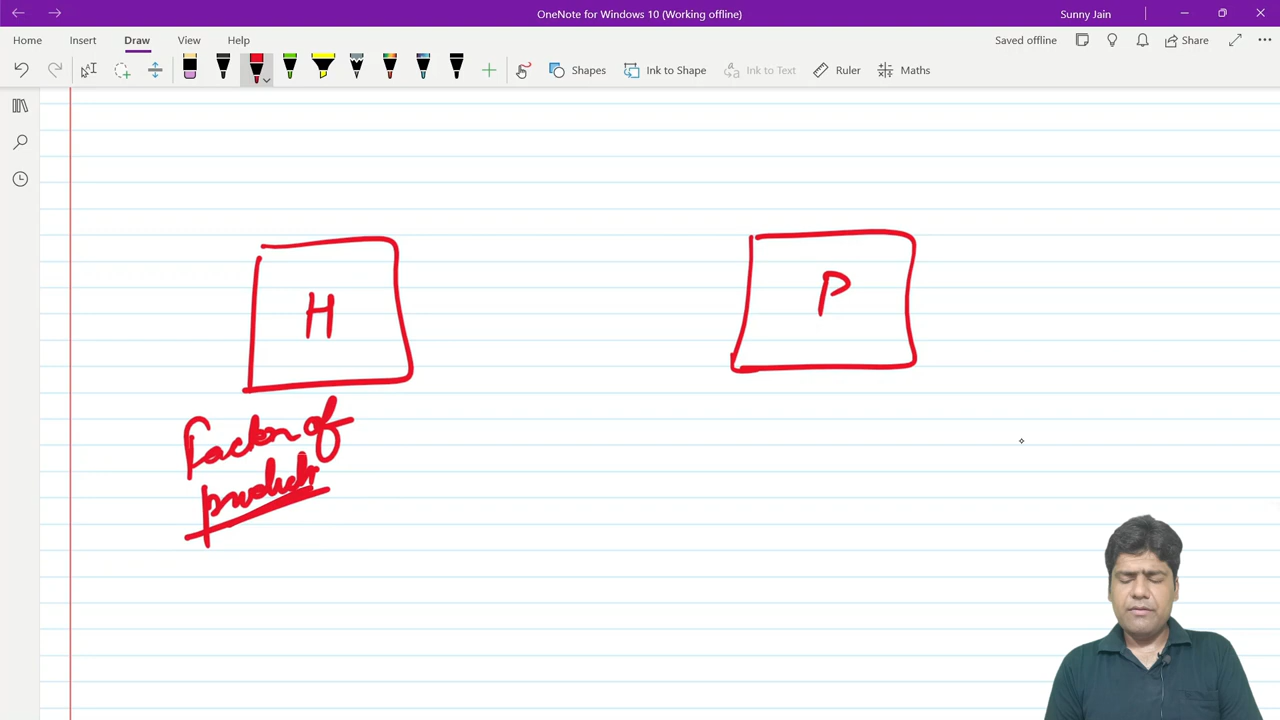 OneNote for Windows 10 (Working offline)
Sunny Jain
Home Insert Draw View Help
Saved offline
Share
Shapes
Ink to Shape
Ink to Text
Ruler
Maths
H
P
Factor of
product